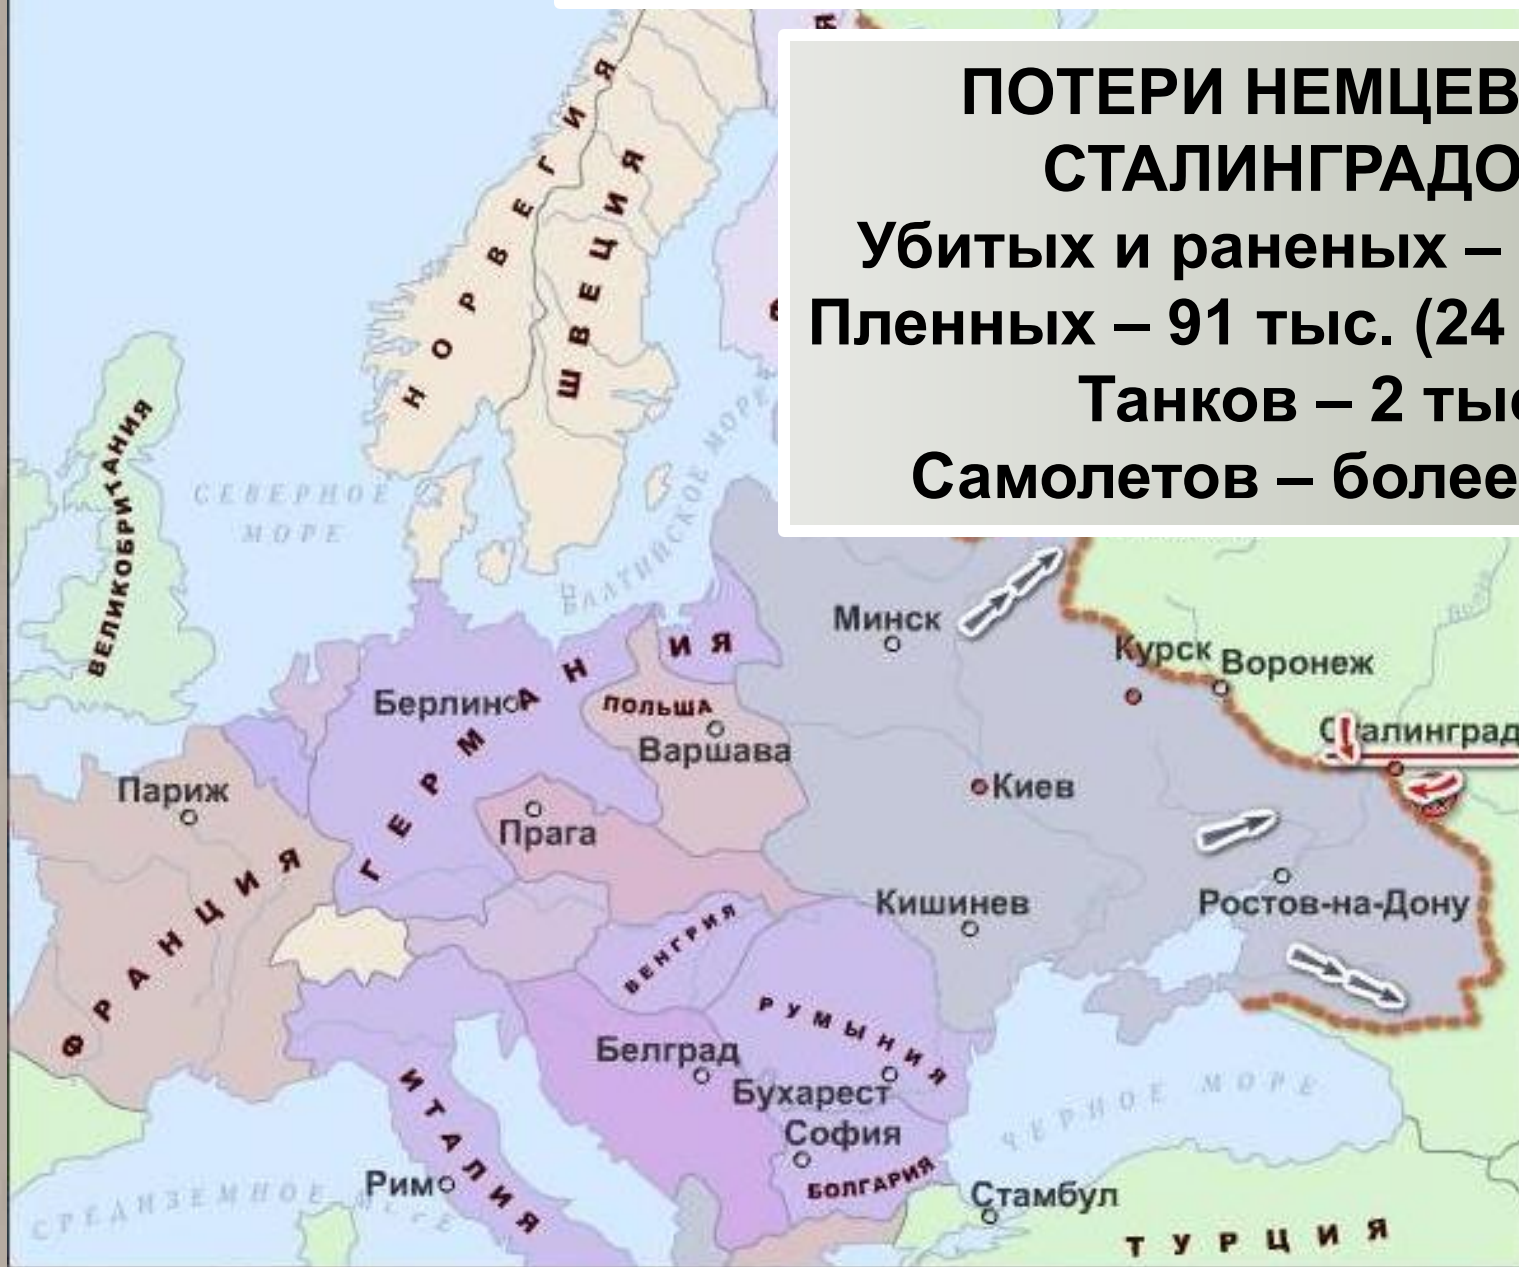 ПОТЕРИ НЕМЦЕВ
СТАЛИНГРАДО
Убитых и раненых –
Пленных – 91 тыс. (24
Танков – 2 тыс
Самолетов – более
НОРВЕГИЯ
ШВЕЦИЯ
ВЕЛИКОБРИТАНИЯ
СЕВЕРНОЕ
МОРЕ
БАЛТИЙСКОЕ МОРЕ
Минск
Курск
Воронеж
ГЕРМАНИЯ
Берлин
ПОЛЬША
Варшава
Сталинград
Париж
Киев
Прага
ФРАНЦИЯ
Кишинев
Ростов-на-Дону
ВЕНГРИЯ
РУМЫНИЯ
Белград
Бухарест
ЧЕРНОЕ МОРЕ
ИТАЛИЯ
София
Рим
БОЛГАРИЯ
СРЕДИЗЕМНОЕ МОРЕ
Стамбул
ТУРЦИЯ